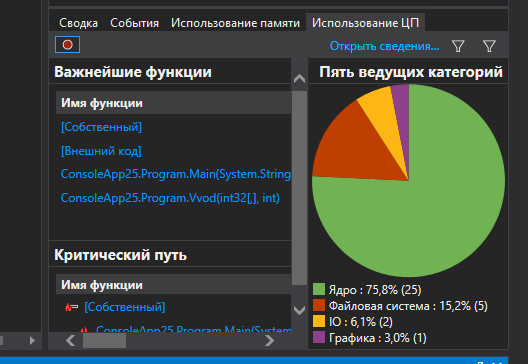 Сводка События Использование памяти Использование ЦП
Открыть сведения...
Важнейшие функции
Имя функции
[Собственный]
[Внешний код]
ConsoleApp25.Program.Main(System.String
ConsoleApp25.Program.Vvod(int32[,], int)
Критический путь
Имя функции
[Собственный]
ConsoleApp25.Program.Main(System
Пять ведущих категорий
Ядро : 75,8% (25)
Файловая система : 15,2% (5)
IO : 6,1% (2)
Графика : 3,0% (1)